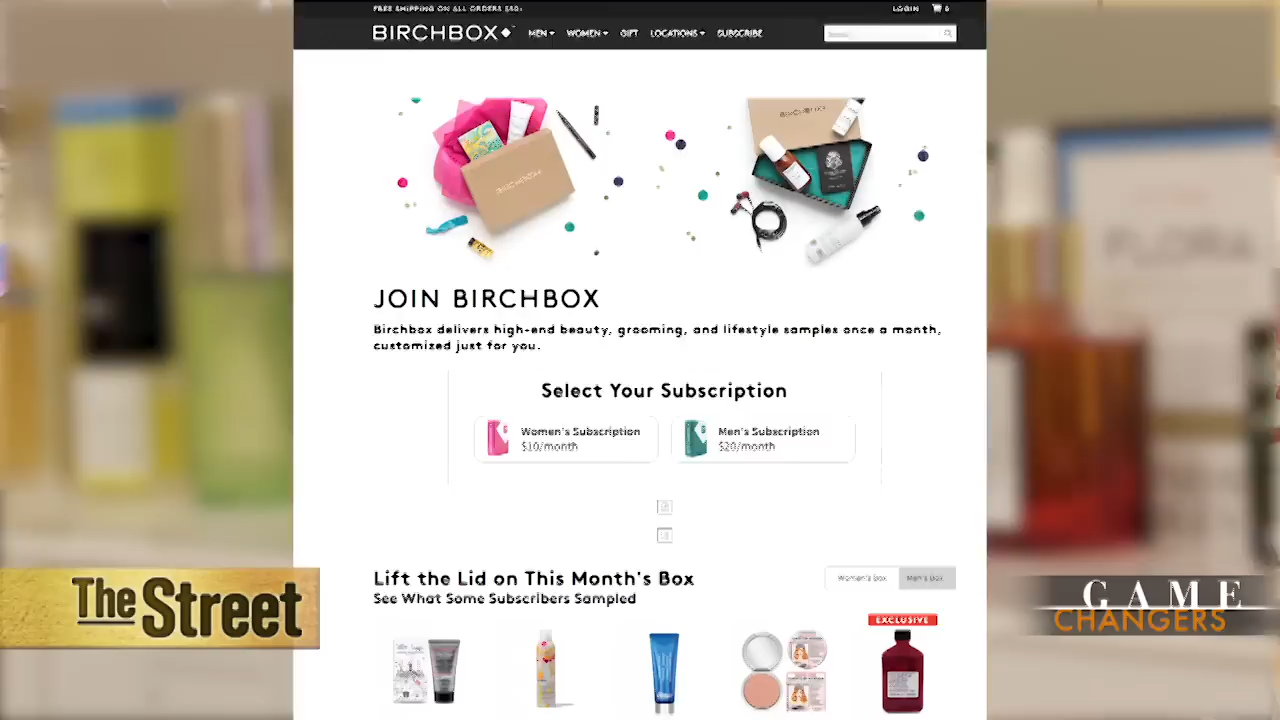 FREE SHIPPING ON ALL ORDERS $50+
LOGIN
BIRCHBOX
MEN
WOMEN
GIFT
LOCATIONS
SUBSCRIBE
BIRCHBOX
BIRCHBOX
FLORA
JOIN BIRCHBOX
Birchbox delivers high-end beauty, grooming, and lifestyle samples once a month,
customized just for you.
Select Your Subscription
Women's Subscription
$10/month
Men's Subscription
$20/month
Lift the Lid on This Month's Box
See What Some Subscribers Sampled
Women's Box
Men's Box
EXCLUSIVE
The Street
GAME
CHANGERS